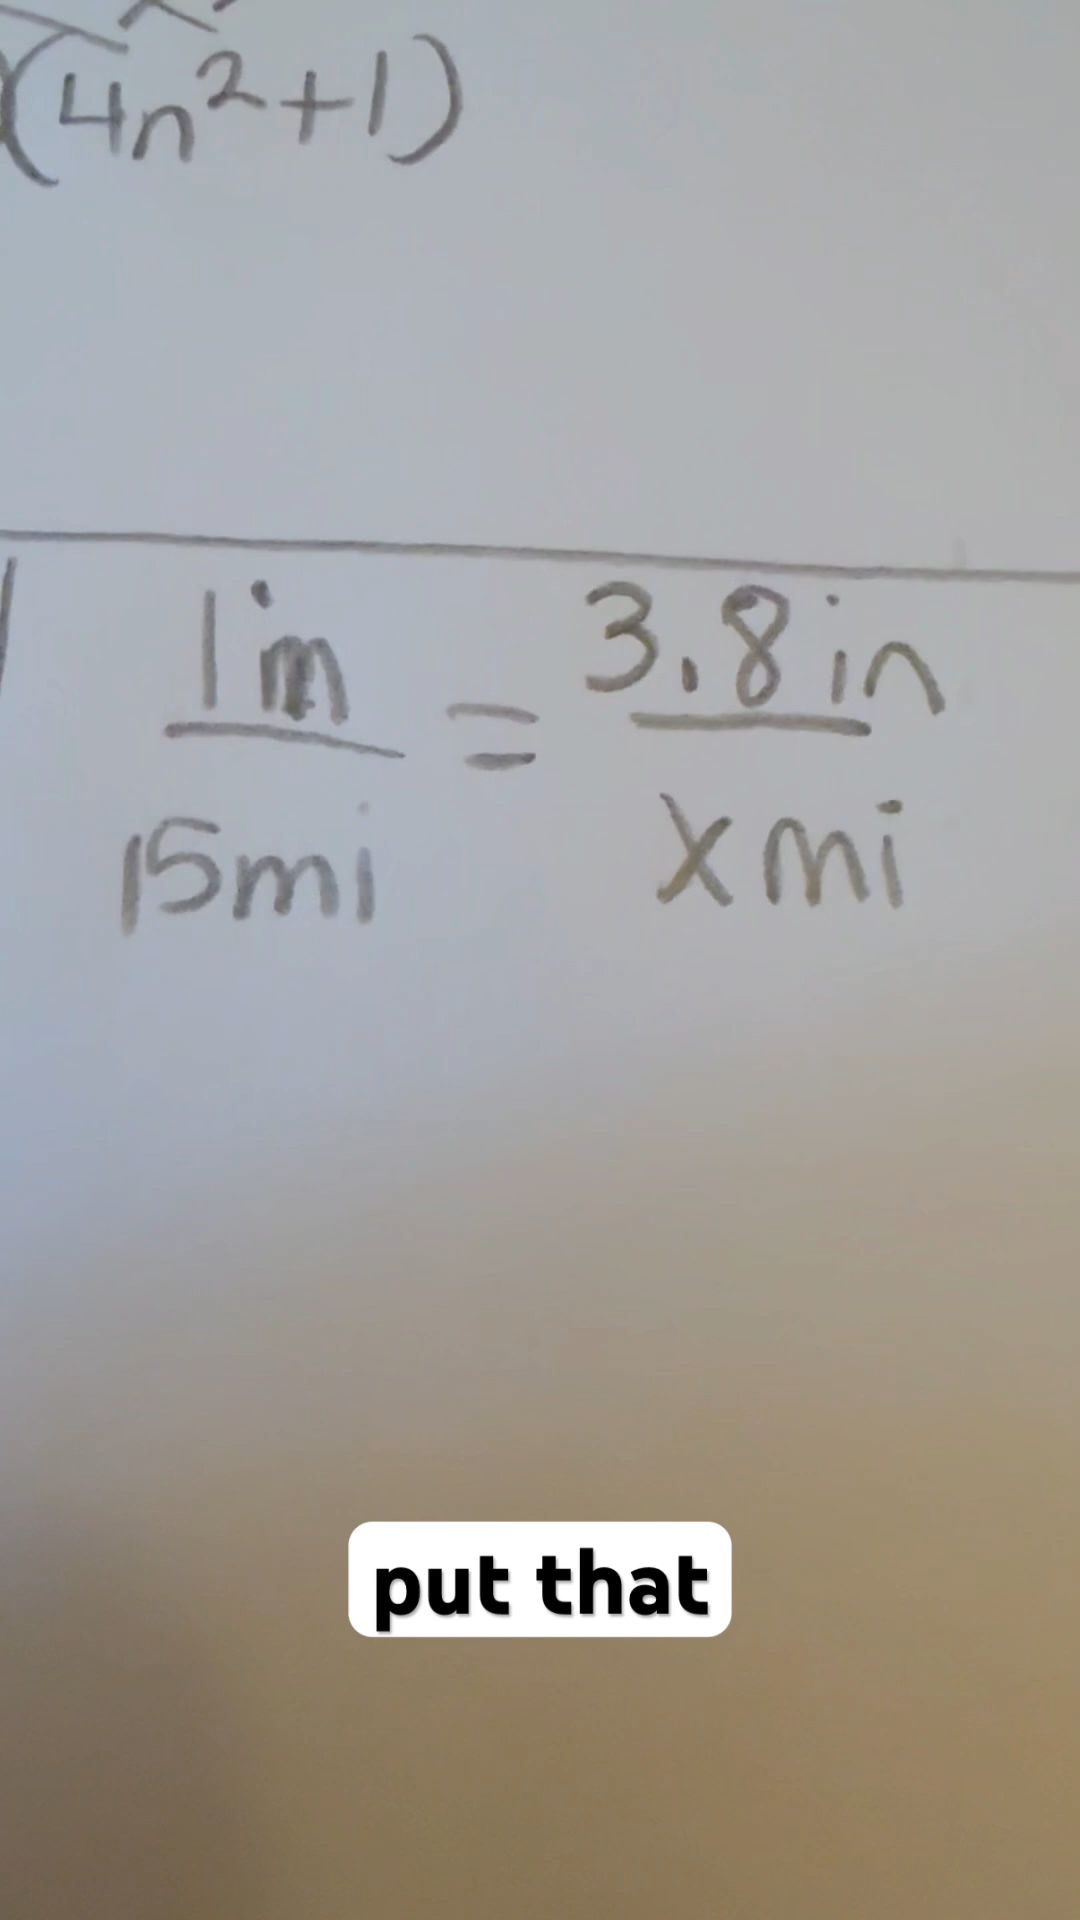 (4n²+1)
1in = 3.8in
15mi xmi
put that